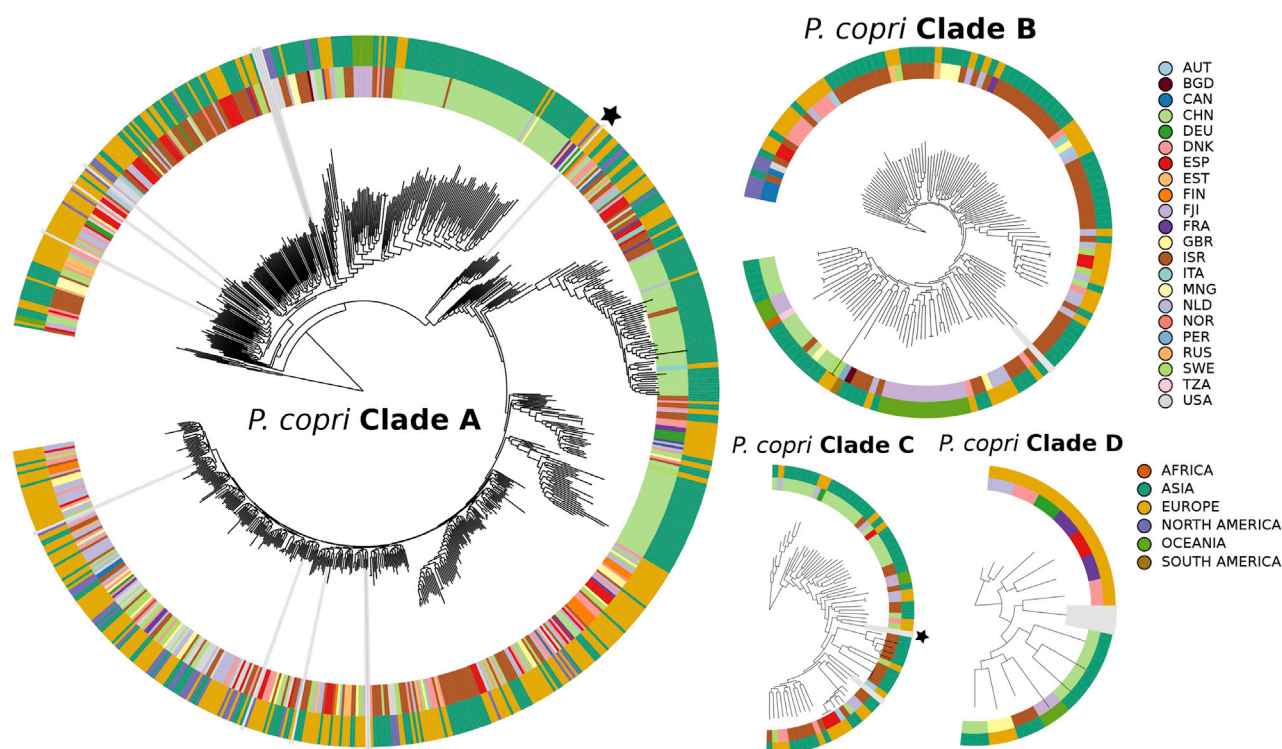 P. copri Clade B
AUT
BGD
CAN
CHN
DEU
DNK
ESP
EST
FIN
FJI
FRA
GBR
ISR
ITA
MNG
NLD
NOR
PER
RUS
SWE
TZA
USA
P. copri Clade A
P. copri Clade C
P. copri Clade D
AFRICA
ASIA
EUROPE
NORTH AMERICA
OCEANIA
SOUTH AMERICA